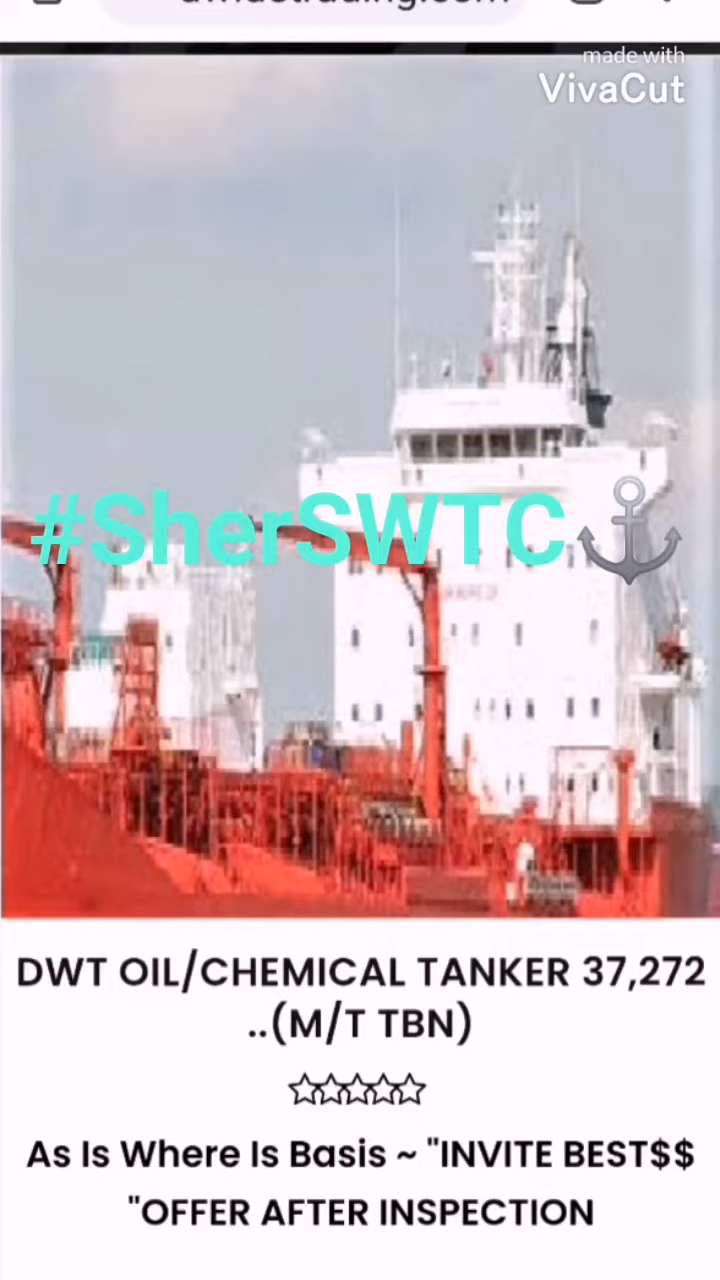 made with
VivaCut
#SherSWTC⚓
DWT OIL/CHEMICAL TANKER 37,272
..(M/T TBN)
☆☆☆☆☆
As Is Where Is Basis ~ "INVITE BEST$$
"OFFER AFTER INSPECTION